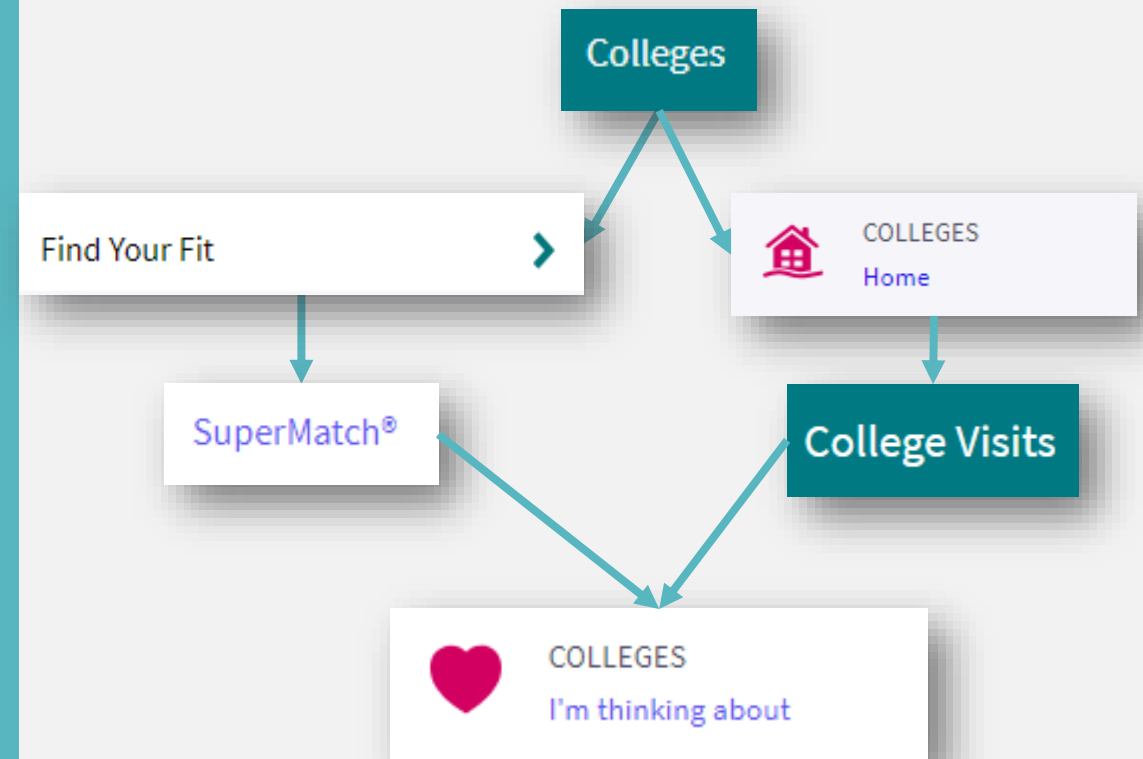 Colleges
Find Your Fit
COLLEGES
Home
SuperMatch®
College Visits
COLLEGES
I'm thinking about